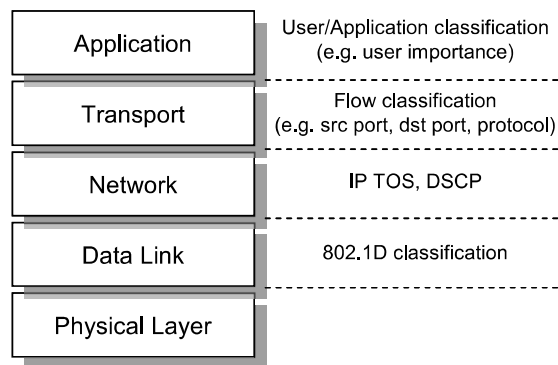 Application
User/Application classification
(e.g. user importance)
Transport
Flow classification
(e.g. src port, dst port, protocol)
Network
IP TOS, DSCP
Data Link
802.1D classification
Physical Layer